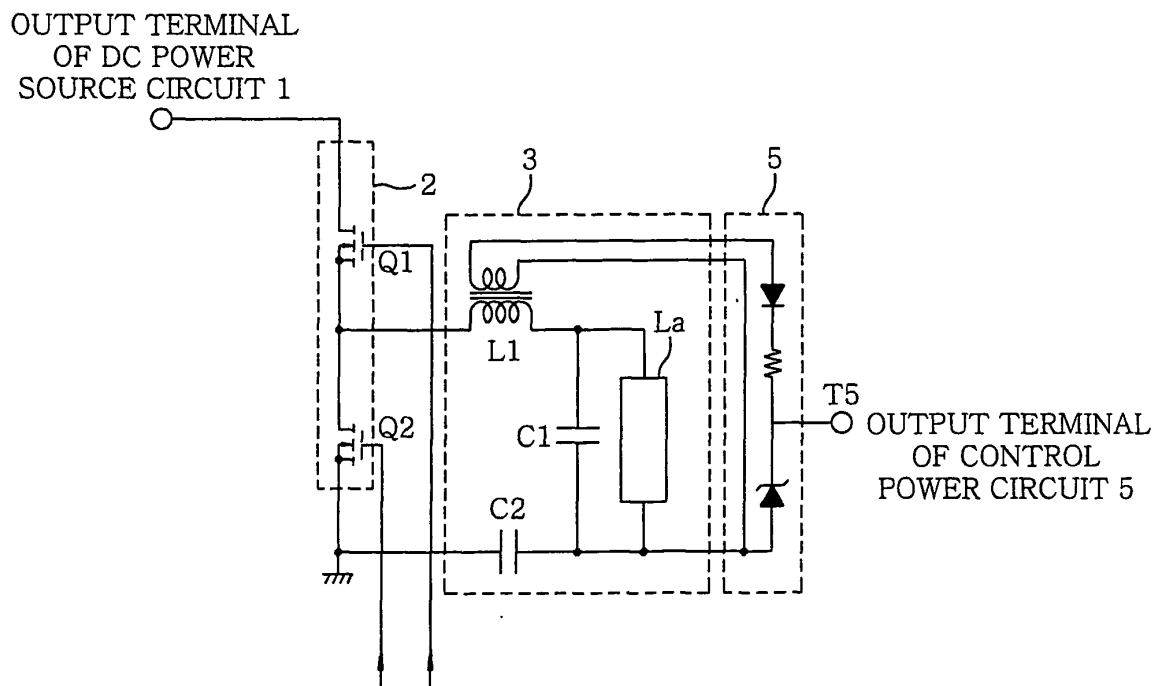 OUTPUT TERMINAL
OF DC POWER
SOURCE CIRCUIT 1
2
3
5
Q1
L1
La
Q2
C1
C2
T5
OUTPUT TERMINAL
OF CONTROL
POWER CIRCUIT 5